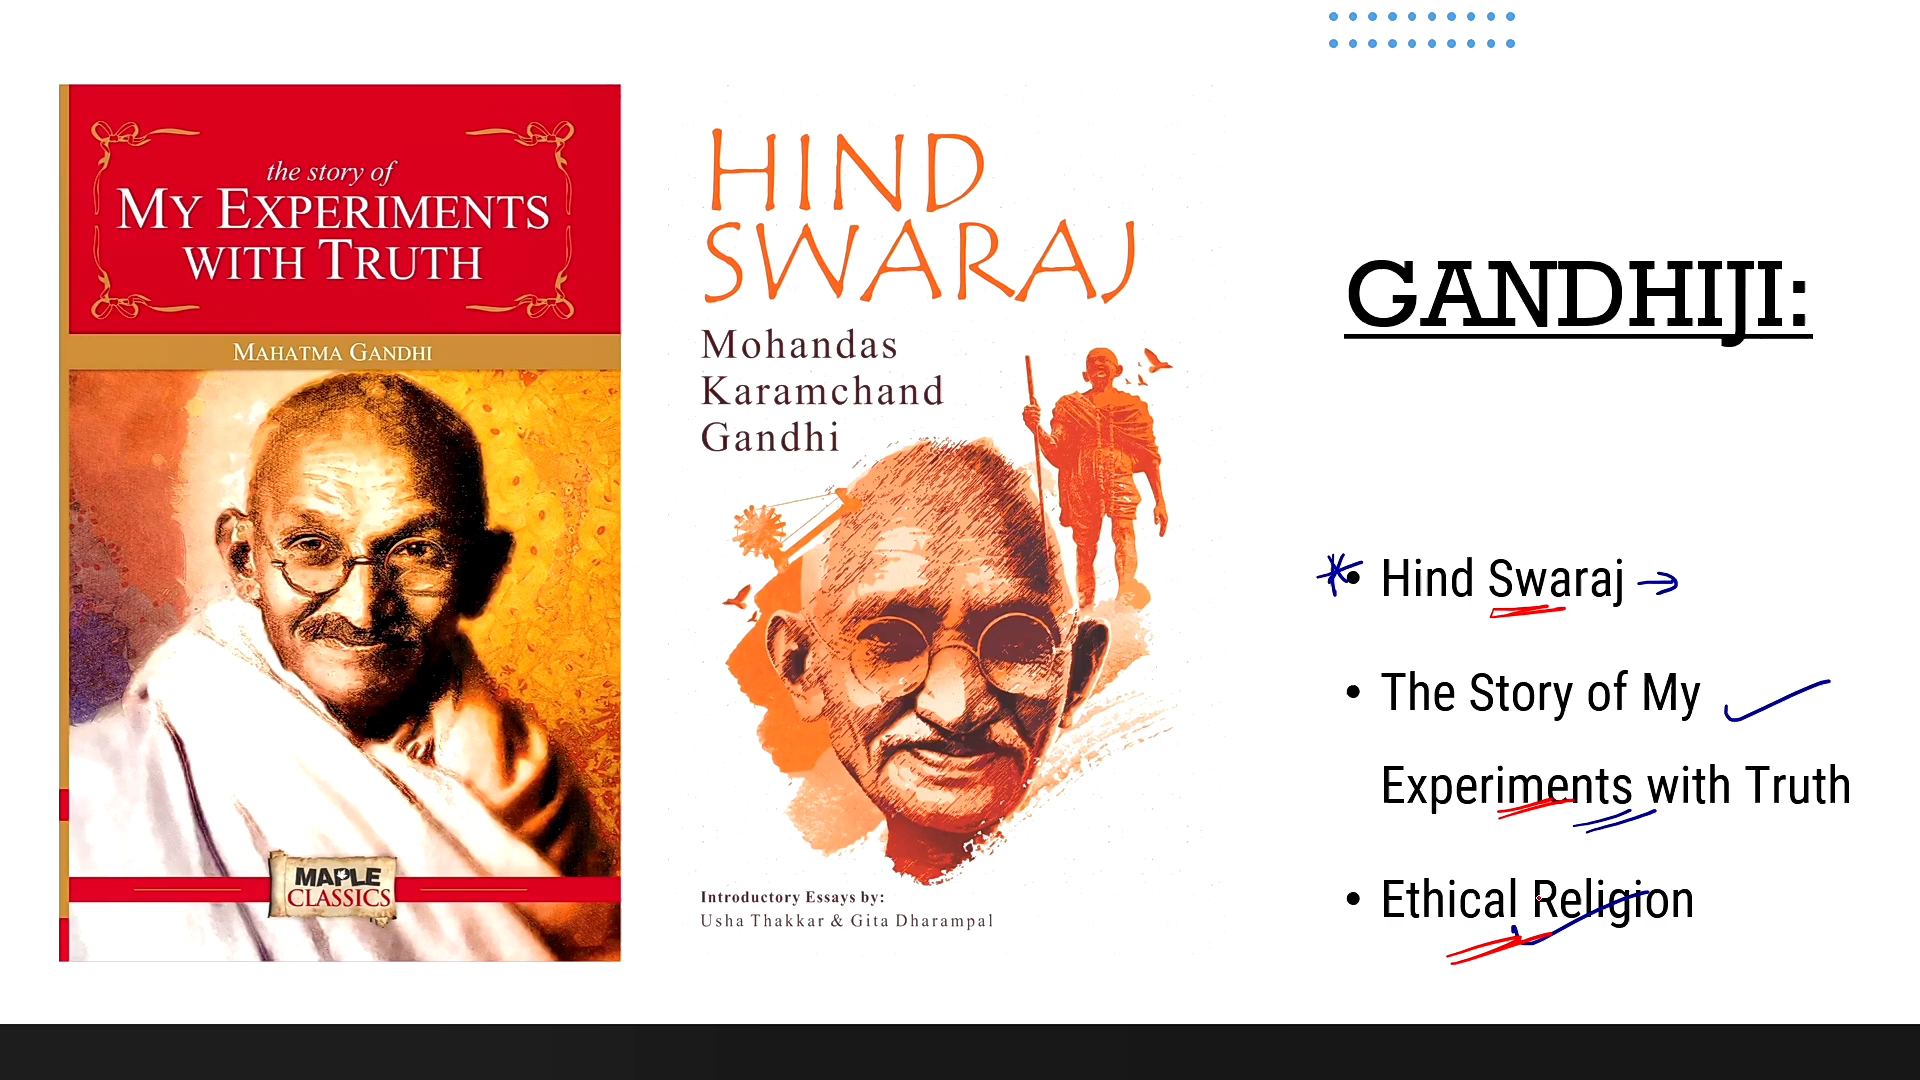 the story of
MY EXPERIMENTS
WITH TRUTH
MAHATMA GANDHI
MAPLE
CLASSICS
HIND
SWARAJ
Mohandas
Karamchand
Gandhi
Introductory Essays by:
Usha Thakkar & Gita Dharampal
GANDHIJI:
• Hind Swaraj →
• The Story of My
Experiments with Truth
• Ethical Religion